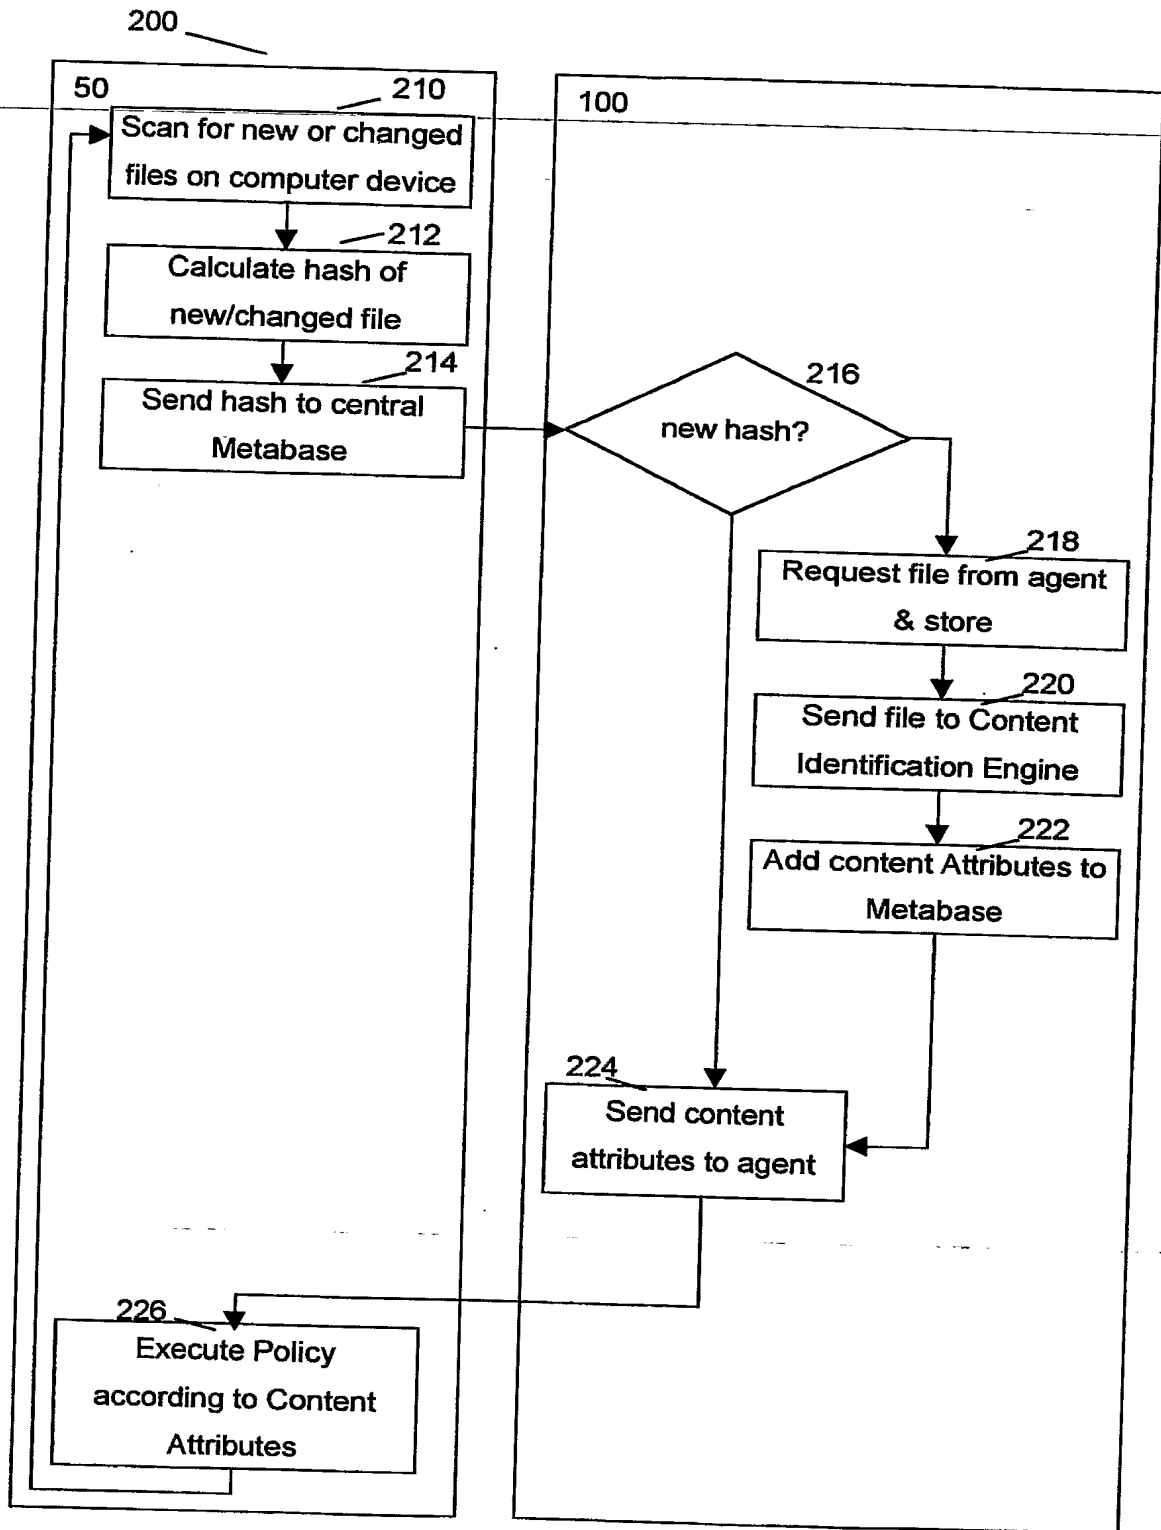 200
50
210
100
Scan for new or changed
files on computer device
212
Calculate hash of
new/changed file
214
Send hash to central
Metabase
216
new hash?
218
Request file from agent
& store
220
Send file to Content
Identification Engine
222
Add content Attributes to
Metabase
224
Send content
attributes to agent
226
Execute Policy
according to Content
Attributes